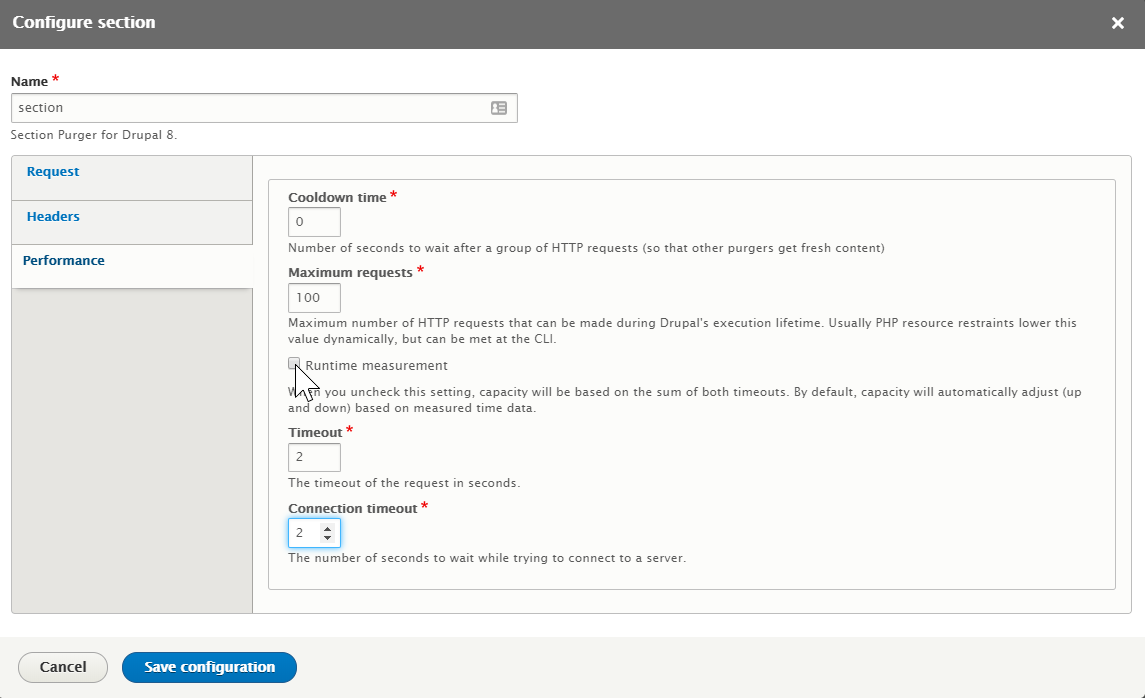 Configure section
Name *
section
Section Purger for Drupal 8.
Request
Headers
Performance
Cooldown time *
0
Number of seconds to wait after a group of HTTP requests (so that other purgers get fresh content)
Maximum requests *
100
Maximum number of HTTP requests that can be made during Drupal's execution lifetime. Usually PHP resource restraints lower this
value dynamically, but can be met at the CLI.
Runtime measurement
When you uncheck this setting, capacity will be based on the sum of both timeouts. By default, capacity will automatically adjust (up
and down) based on measured time data.
Timeout *
2
The timeout of the request in seconds.
Connection timeout *
2
The number of seconds to wait while trying to connect to a server.
Cancel
Save configuration